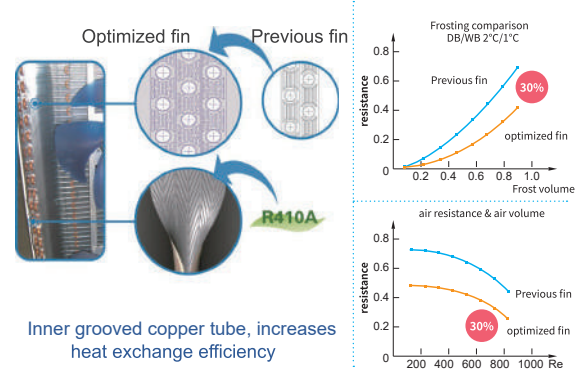 Optimized fin
Previous fin
R410A
Inner grooved copper tube, increases
heat exchange efficiency
Frosting comparison
DB/WB 2°C/1°C
resistance
0.8
0.6
0.4
0.2
0
Previous fin
30%
optimized fin
0.2 0.4 0.6 0.8 1.0
Frost volume
air resistance & air volume
resistance
0.8
0.6
0.4
0.2
0
Previous fin
30%
optimized fin
200 400 600 800 1000 Re